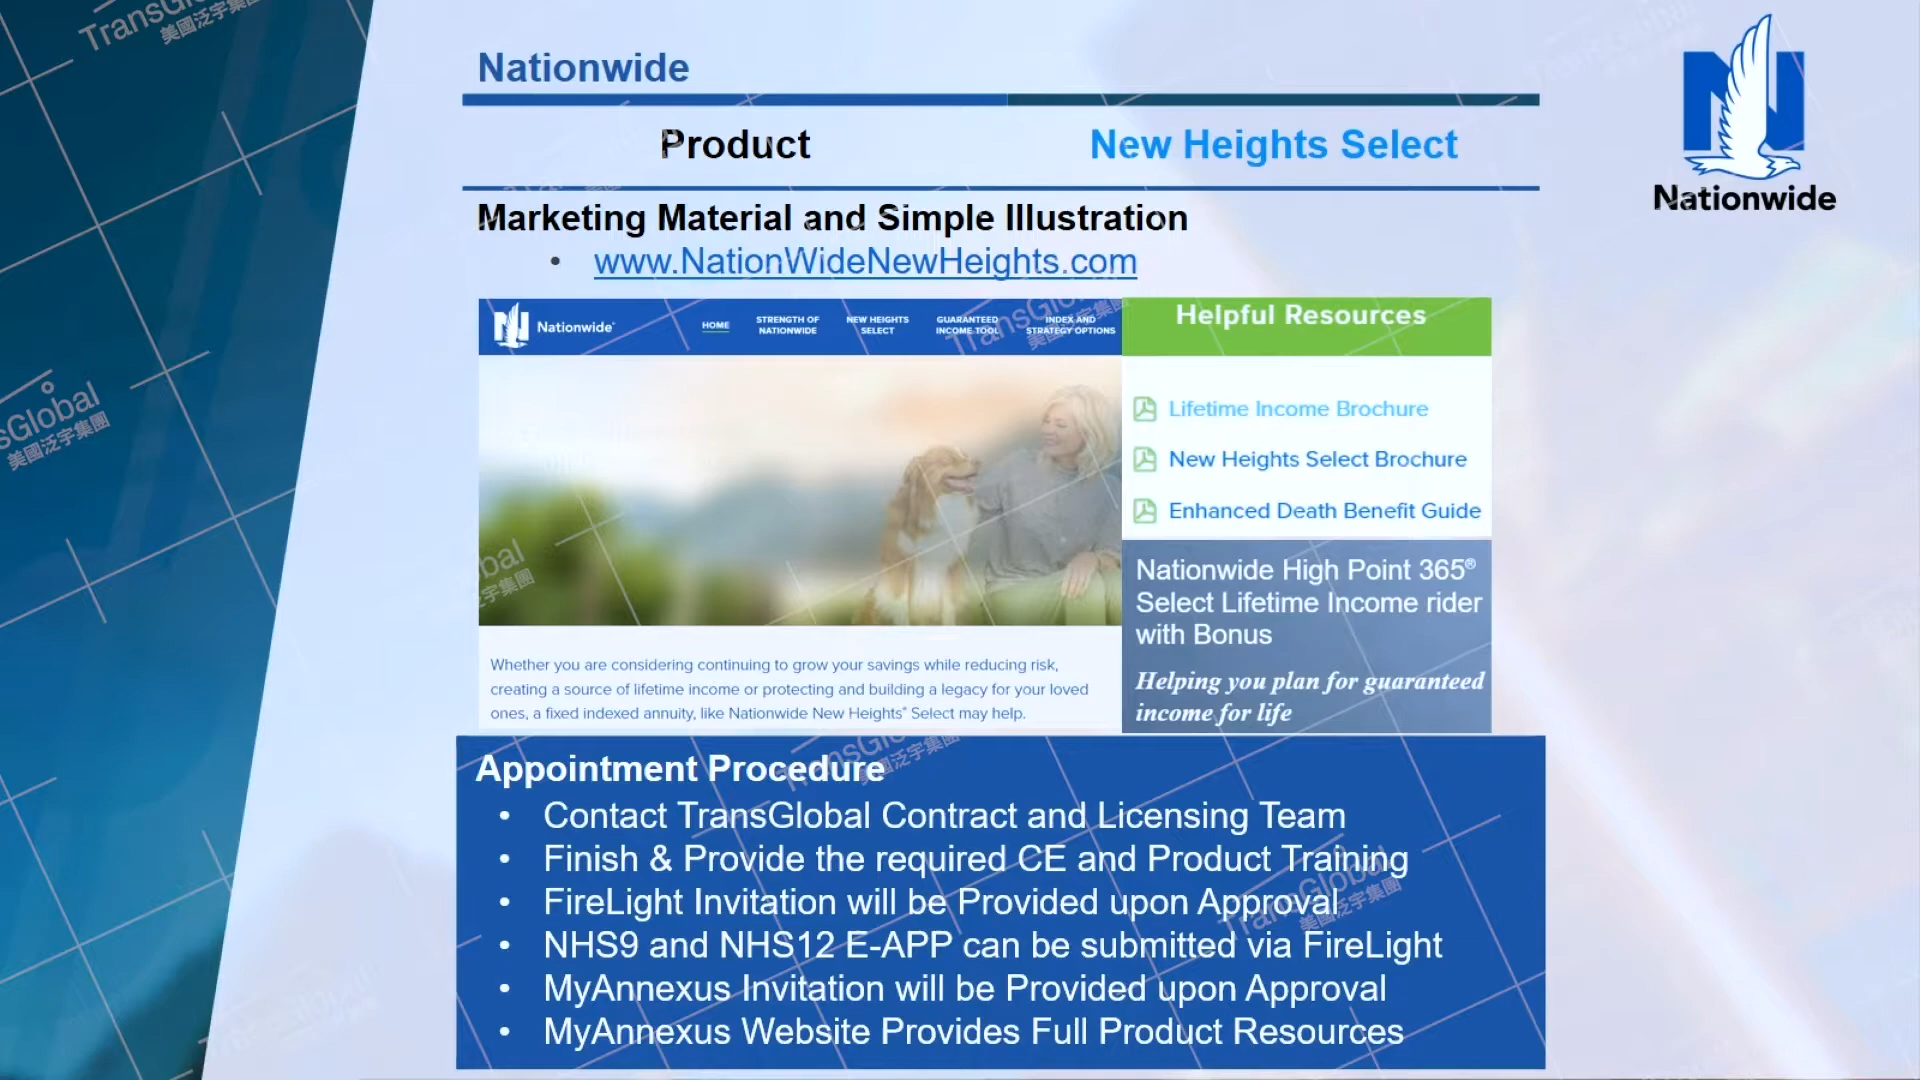 TransGlobal
美國泛宇集團
Nationwide
Product
New Heights Select
Nationwide
Marketing Material and Simple Illustration
• www.NationWideNewHeights.com
Nationwide®
HOME
STRENGTH OF
NATIONWIDE
NEW HEIGHTS
SELECT
GUARANTEED
INCOME TOOL
INDEX AND
STRATEGY OPTIONS
Helpful Resources
Lifetime Income Brochure
New Heights Select Brochure
Enhanced Death Benefit Guide
Nationwide High Point 365®
Select Lifetime Income rider
with Bonus
Helping you plan for guaranteed
income for life
Whether you are considering continuing to grow your savings while reducing risk,
creating a source of lifetime income or protecting and building a legacy for your loved
ones, a fixed indexed annuity, like Nationwide New Heights® Select may help.
Appointment Procedure
• Contact TransGlobal Contract and Licensing Team
• Finish & Provide the required CE and Product Training
• FireLight Invitation will be Provided upon Approval
• NHS9 and NHS12 E-APP can be submitted via FireLight
• MyAnnexus Invitation will be Provided upon Approval
• MyAnnexus Website Provides Full Product Resources